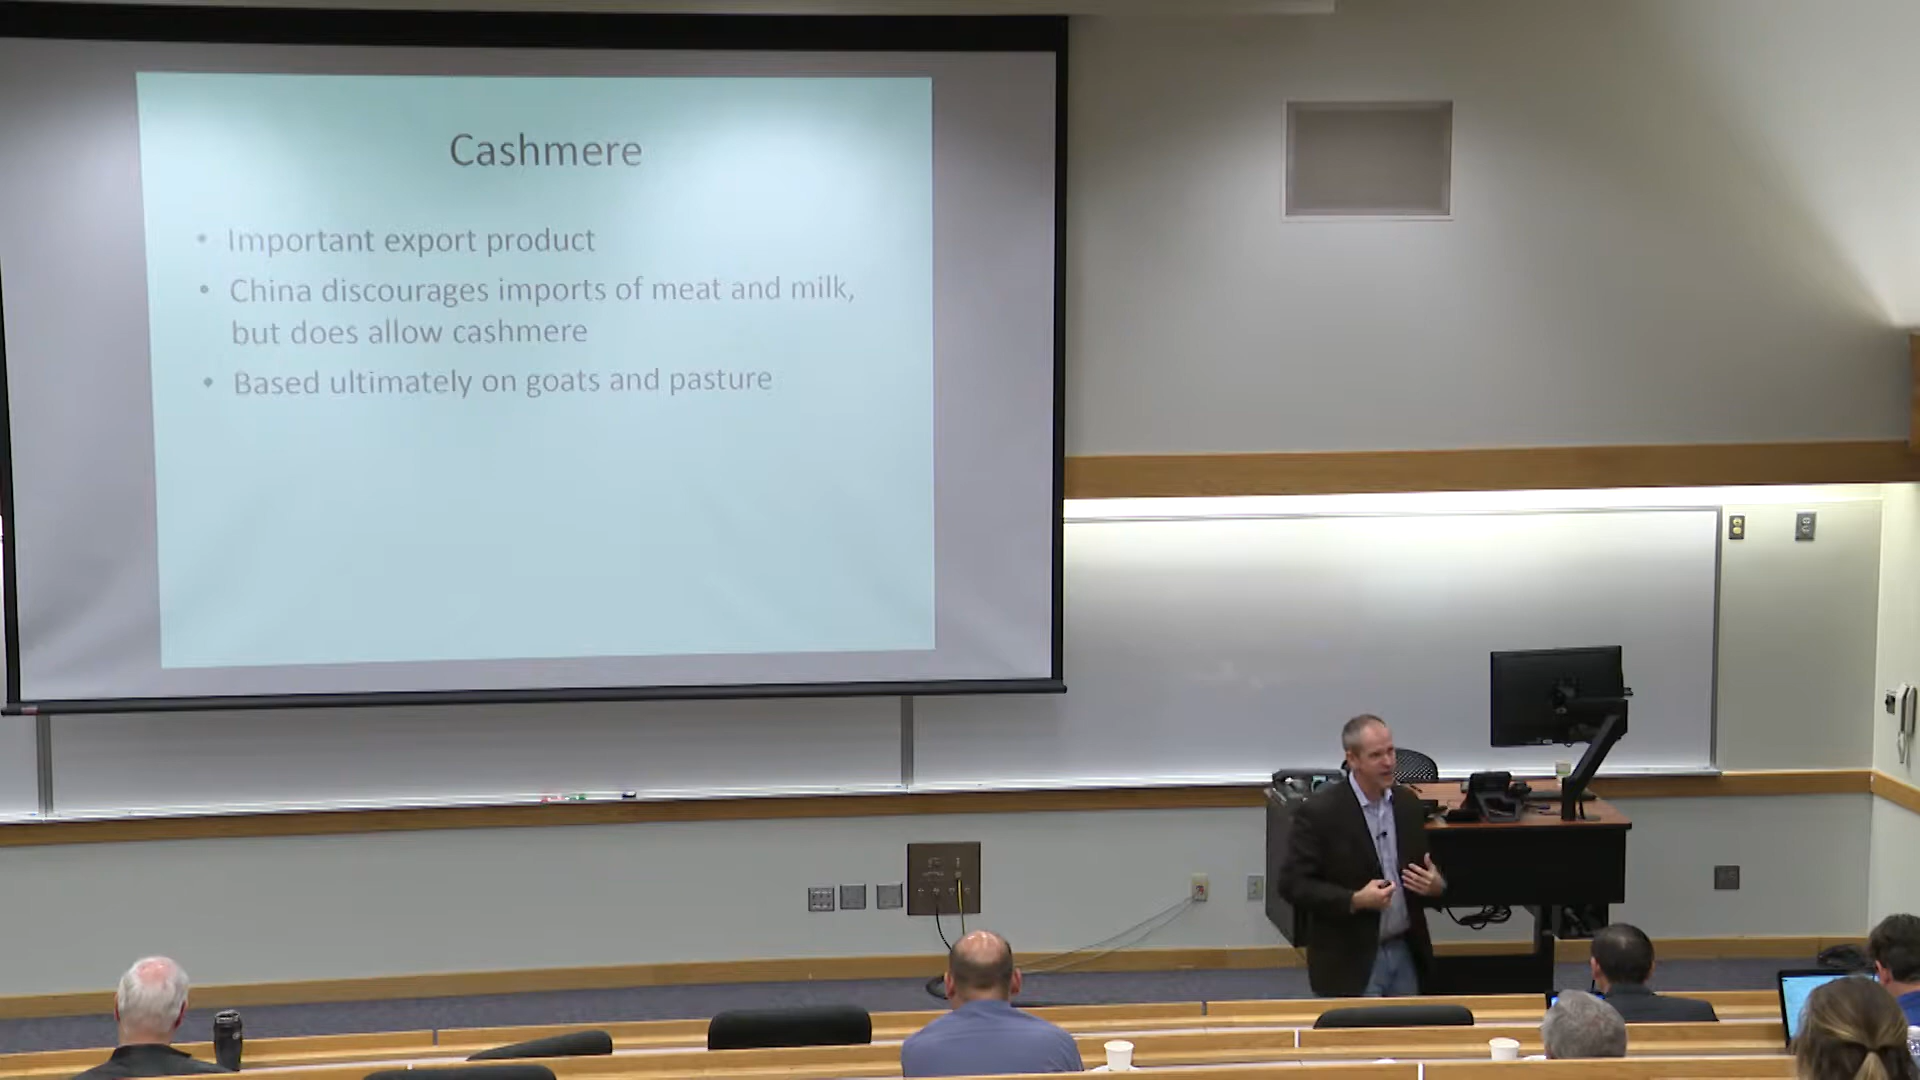 Cashmere
• Important export product
• China discourages imports of meat and milk,
but does allow cashmere
• Based ultimately on goats and pasture